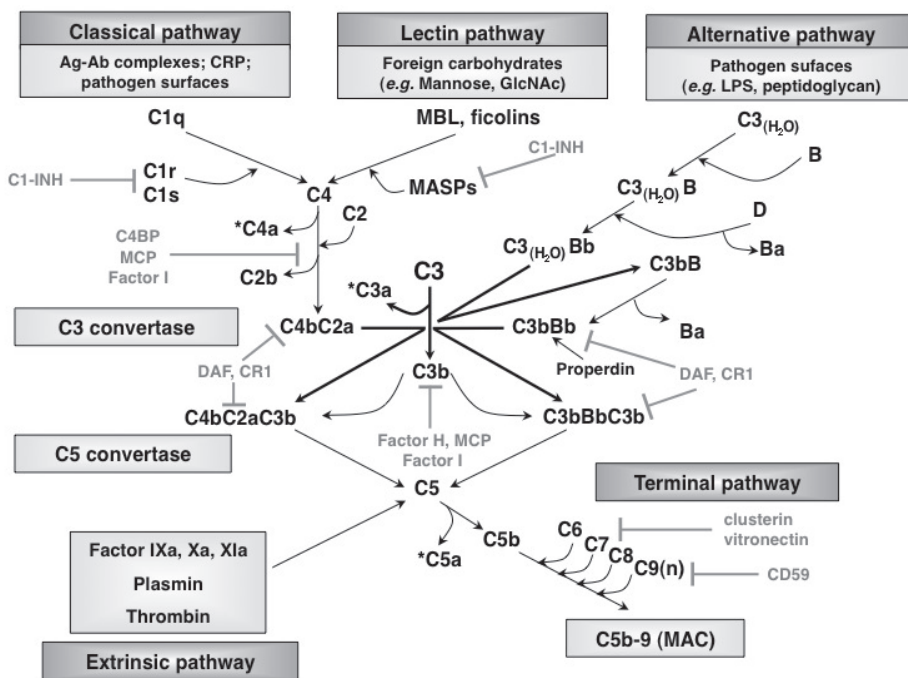 Classical pathway
Ag-Ab complexes; CRP;
pathogen surfaces
Lectin pathway
Foreign carbohydrates
(e.g. Mannose, GlcNAc)
Alternative pathway
Pathogen sufaces
(e.g. LPS, peptidoglycan)
C1q
MBL, ficolins
C3(H₂O)
C1-INH
B
C1-INH
C1r
C1s
MASPs
C4
C3(H₂O)B
C2
*C4a
D
Ba
C4BP
MCP
Factor I
C2b
C3(H₂O)Bb
C3
C3bB
*C3a
C3 convertase
C4bC2a
C3bBb
Ba
Properdin
DAF, CR1
C3b
DAF, CR1
C4bC2aC3b
C3bBbC3b
Factor H, MCP
Factor I
C5 convertase
C5
Terminal pathway
C5b
*C5a
C6
C7
C8
C9(n)
clusterin
vitronectin
CD59
Factor IXa, Xa, XIa
Plasmin
Thrombin
C5b-9 (MAC)
Extrinsic pathway